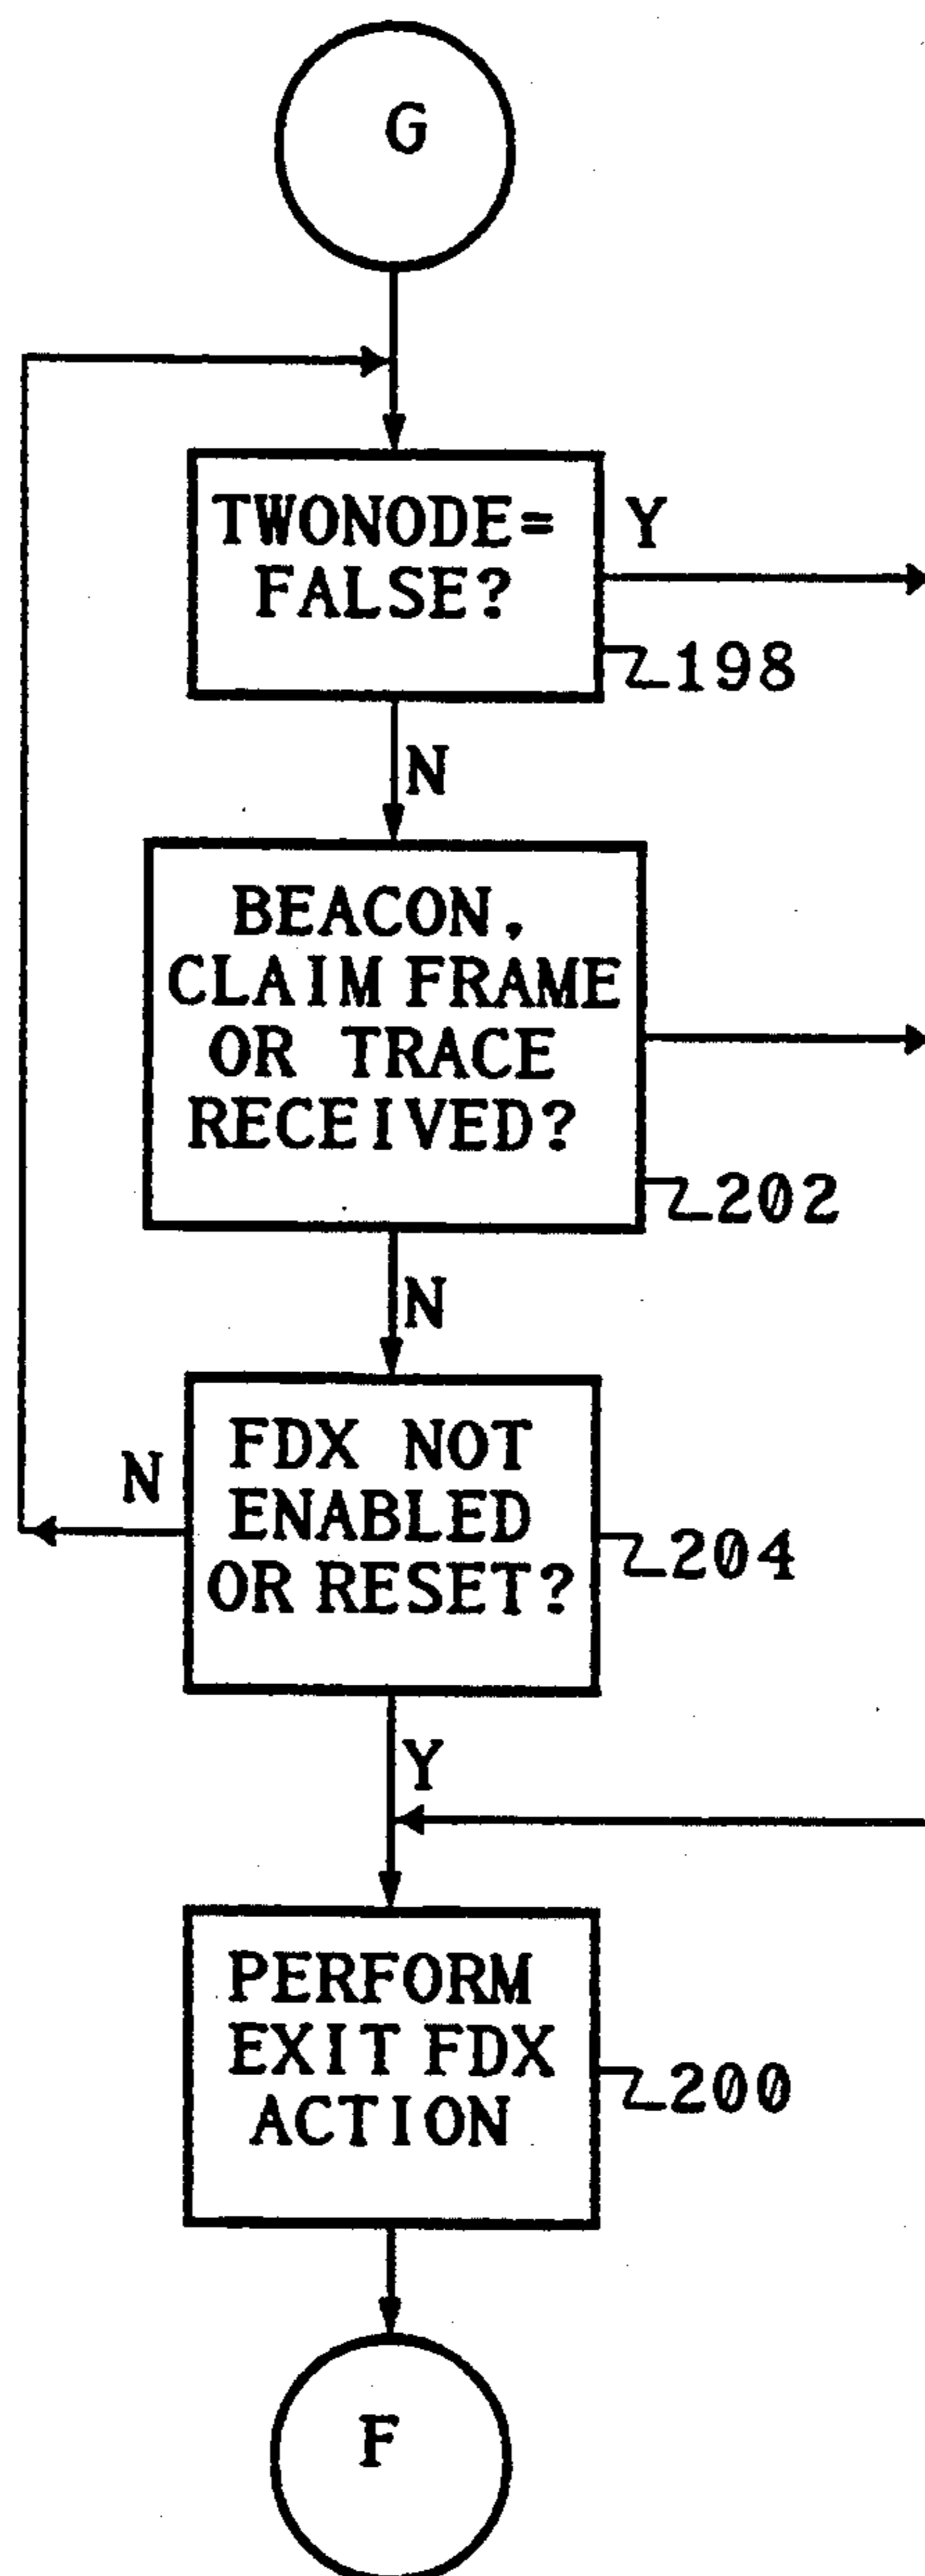 G
TWONODE=
FALSE?
Y
198
N
BEACON,
CLAIM FRAME
OR TRACE
RECEIVED?
202
N
FDX NOT
ENABLED
OR RESET?
N
204
Y
PERFORM
EXIT FDX
ACTION
200
F